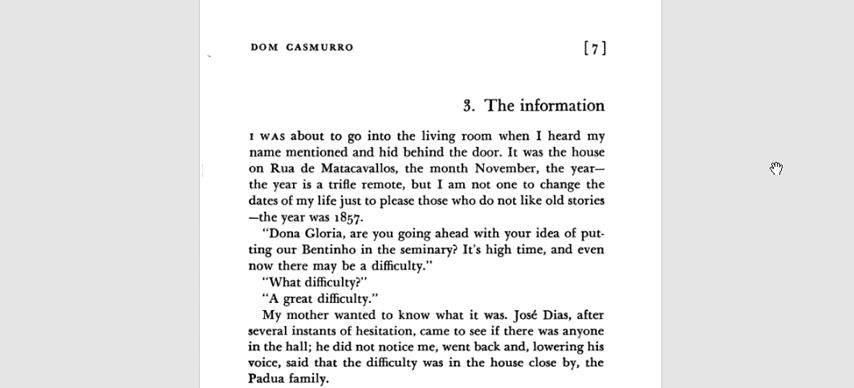 DOM CASMURRO [7]
3. The information
I WAS about to go into the living room when I heard my
name mentioned and hid behind the door. It was the house
on Rua de Matacavallos, the month November, the year—
the year is a trifle remote, but I am not one to change the
dates of my life just to please those who do not like old stories
—the year was 1857.
"Dona Gloria, are you going ahead with your idea of put-
ting our Bentinho in the seminary? It's high time, and even
now there may be a difficulty."
"What difficulty?"
"A great difficulty."
My mother wanted to know what it was. José Dias, after
several instants of hesitation, came to see if there was anyone
in the hall; he did not notice me, went back and, lowering his
voice, said that the difficulty was in the house close by, the
Padua family.